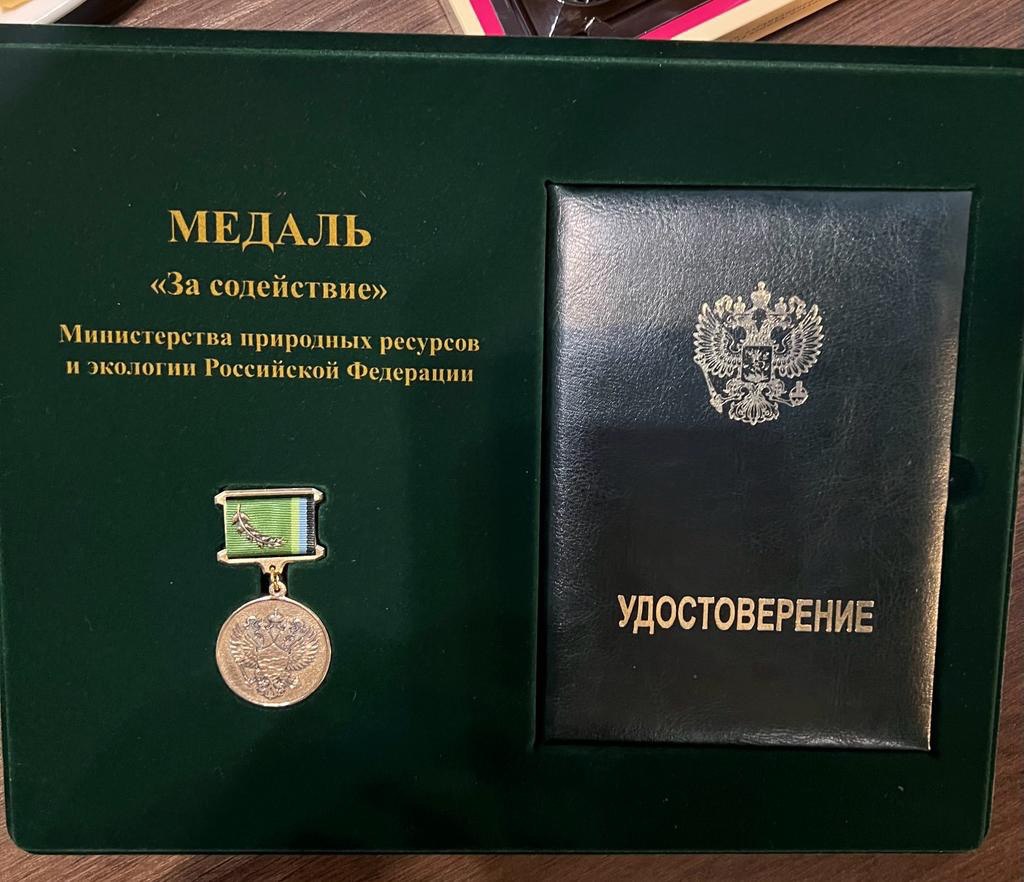 МЕДАЛЬ
«За содействие»
Министерства природных ресурсов
и экологии Российской Федерации
УДОСТОВЕРЕНИЕ